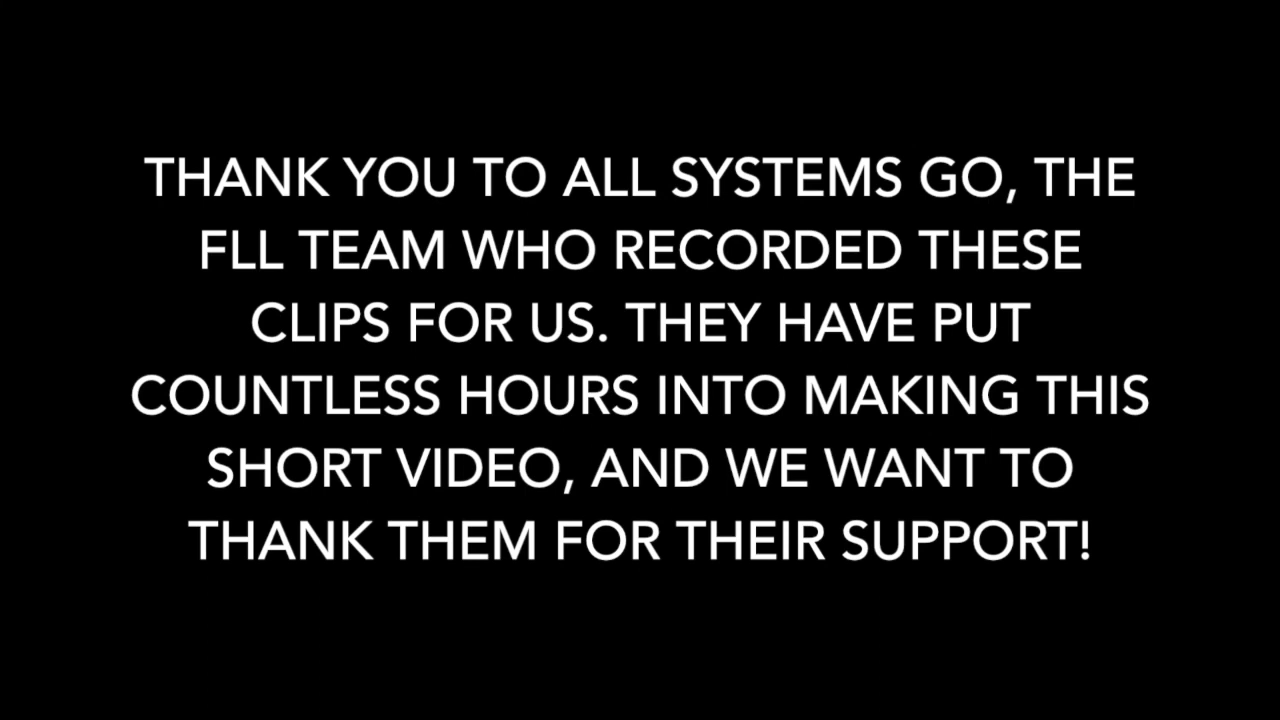 THANK YOU TO ALL SYSTEMS GO, THE
FLL TEAM WHO RECORDED THESE
CLIPS FOR US. THEY HAVE PUT
COUNTLESS HOURS INTO MAKING THIS
SHORT VIDEO, AND WE WANT TO
THANK THEM FOR THEIR SUPPORT!